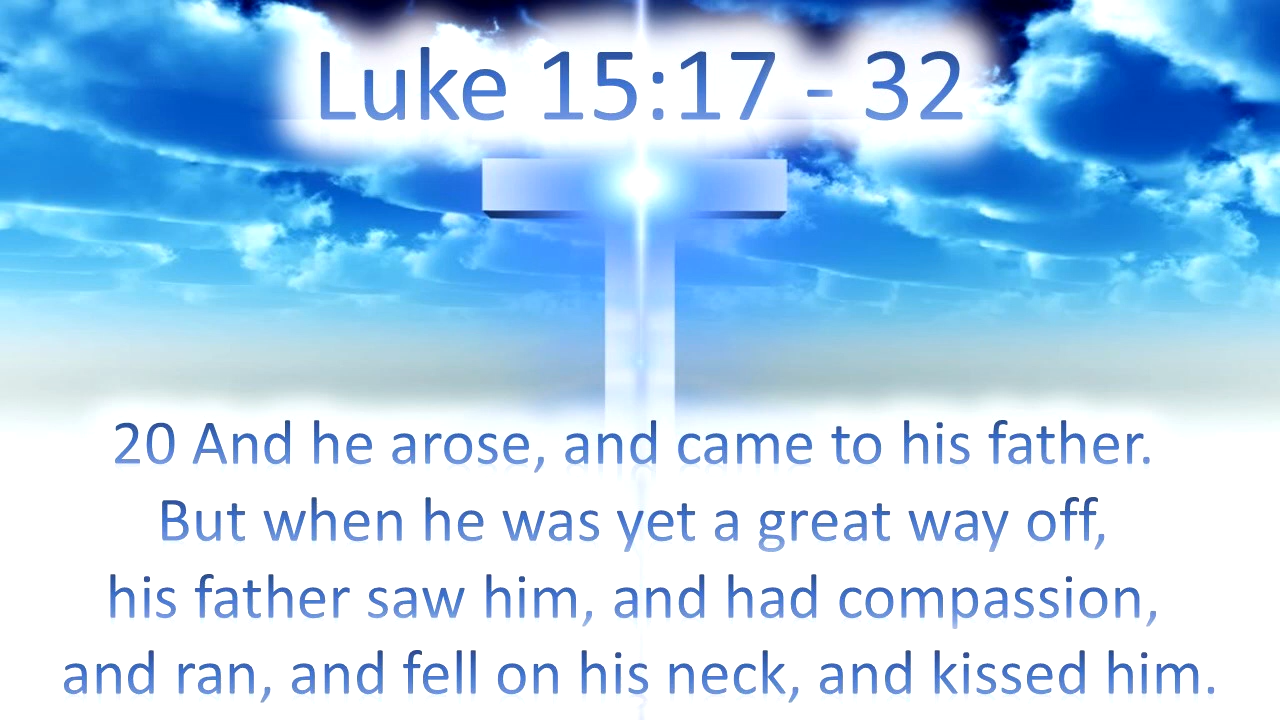 Luke 15:17 - 32
20 And he arose, and came to his father.
But when he was yet a great way off,
his father saw him, and had compassion,
and ran, and fell on his neck, and kissed him.